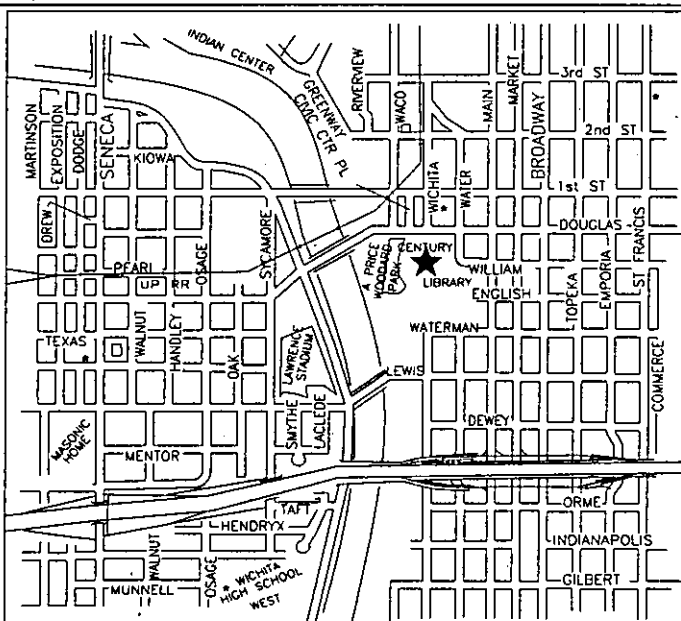 INDIAN CENTER
GREENWAY
CIVIC CTR PL
RIVERVIEW
WACO
MAIN
MARKET
BROADWAY
3rd ST
2nd ST
1st ST
MARTINSON
EXPOSITION
DODGE
SENECA
KIOWA
WICHITA
WATER
DREW
OSAGE
SYCAMORE
DOUGLAS
CENTURY
A PRICE
WOODARD
PARK
LIBRARY
WILLIAM
ENGLISH
TOPEKA
EMPORIA
ST FRANCIS
PEARL
UP RR
WATERMAN
TEXAS
WALNUT
HANDLEY
OAK
LAWRENCE
STADIUM
LEWIS
COMMERCE
MASONIC
HOME
SMYTHE
LACLEDE
DEWEY
MENTOR
TAFT
ORME
HENDRYX
INDIANAPOLIS
WALNUT
OSAGE
* WICHITA
HIGH SCHOOL
WEST
MUNNELL
GILBERT